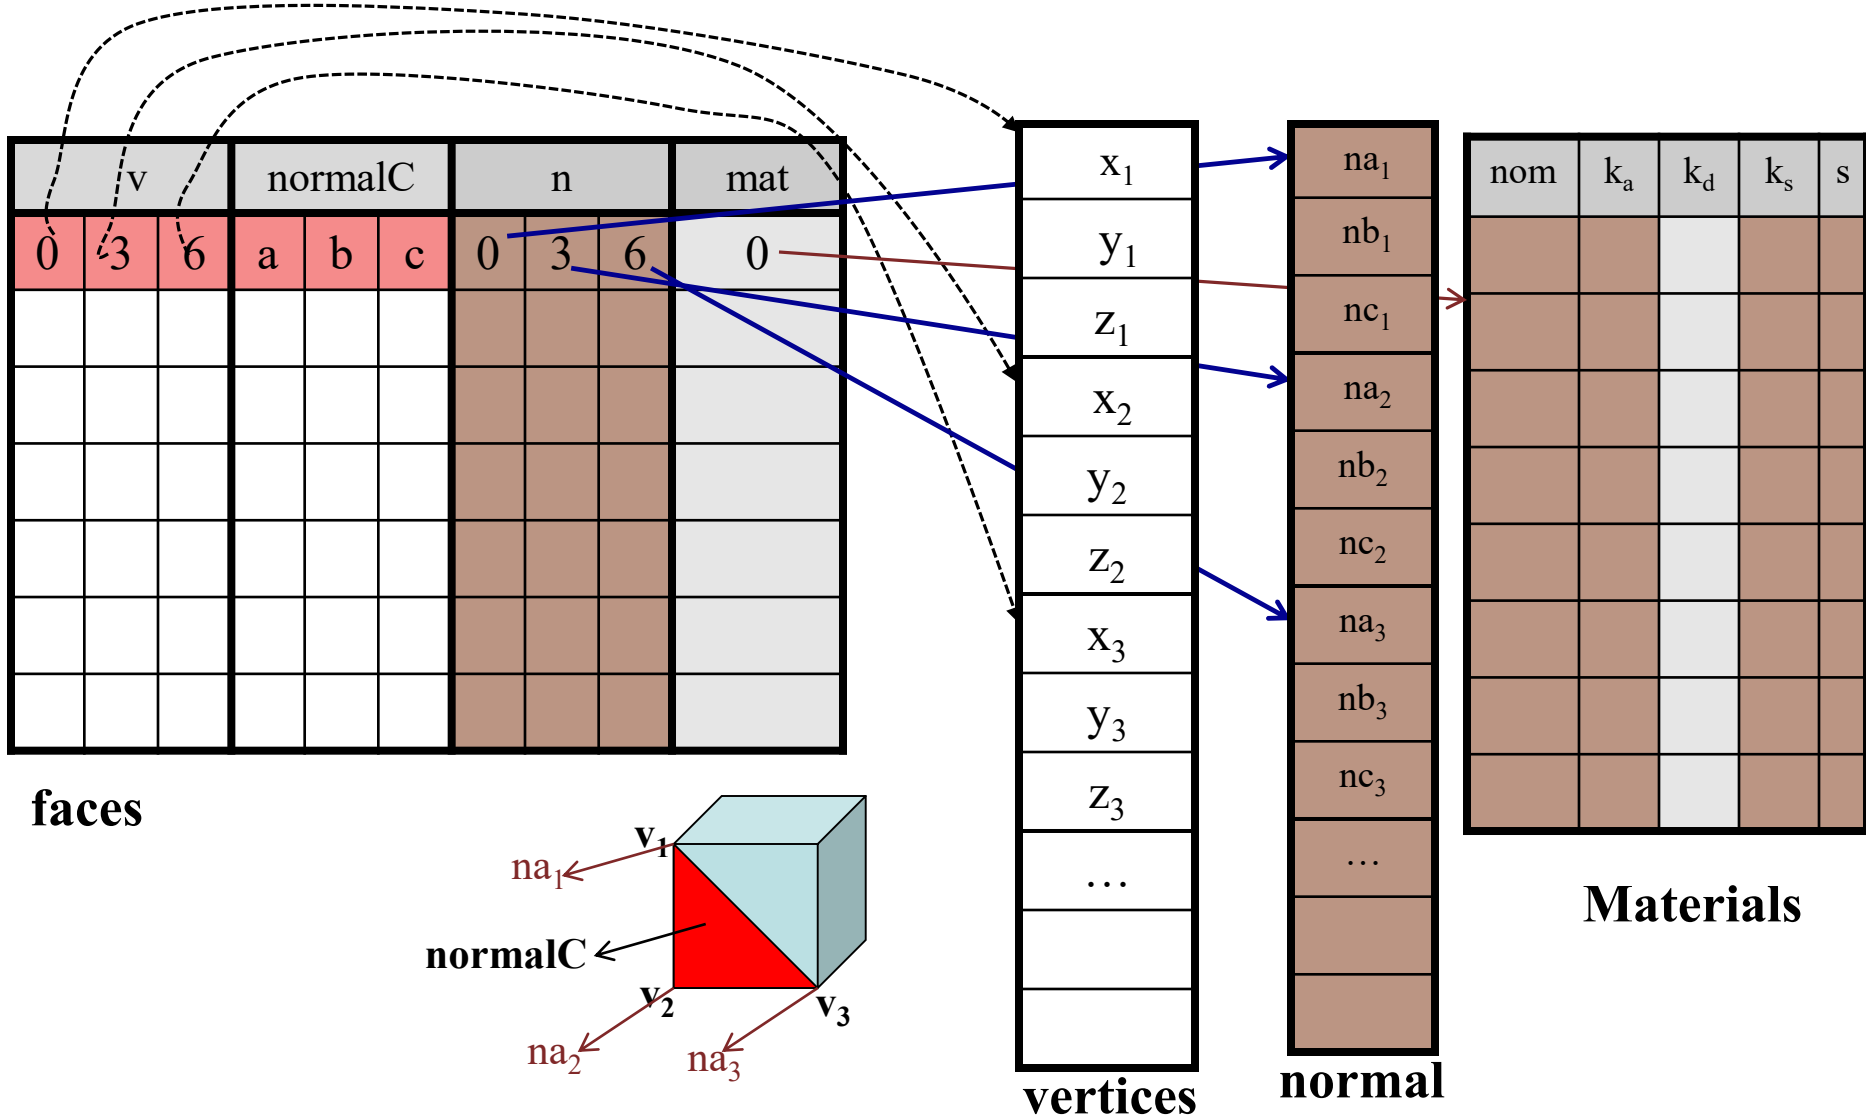 v normalC n mat
0 3 6 a b c 0 3 6 0
faces
x₁
y₁
z₁
x₂
y₂
z₂
x₃
y₃
z₃
…
vertices
na₁
nb₁
nc₁
na₂
nb₂
nc₂
na₃
nb₃
nc₃
…
normal
nom kₐ k_d kₛ s
Materials
v₁
na₁
normalC
v₂
v₃
na₂
na₃